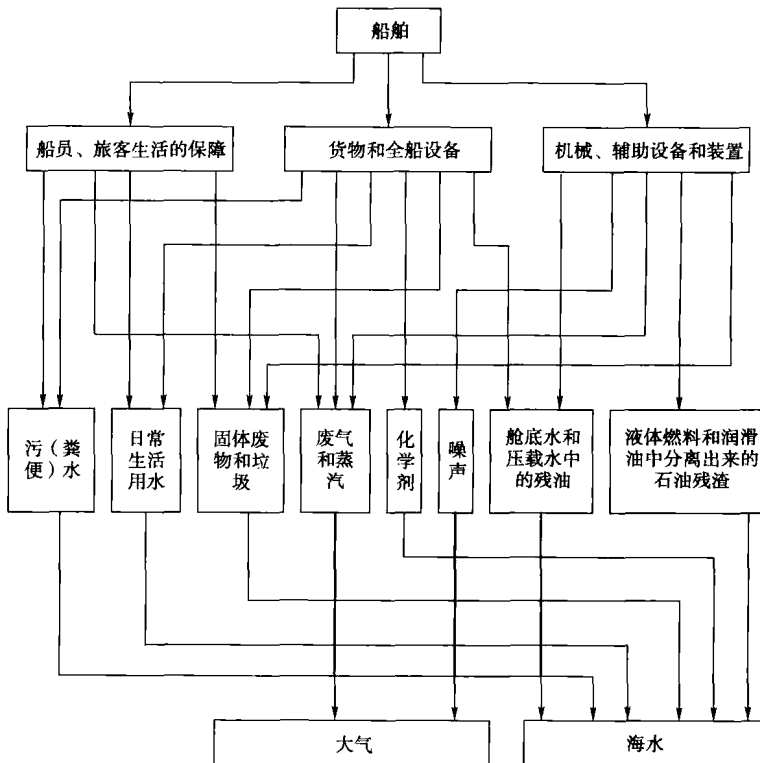 船舶
船员、旅客生活的保障
货物和全船设备
机械、辅助设备和装置
污（粪
便）水
日常
生活
用水
固体废
物和垃
圾
废气
和蒸
汽
化
学
剂
噪
声
舱底水和
压载水中
的残油
液体燃料和润滑
油中分离出来的
石油残渣
大气
海水